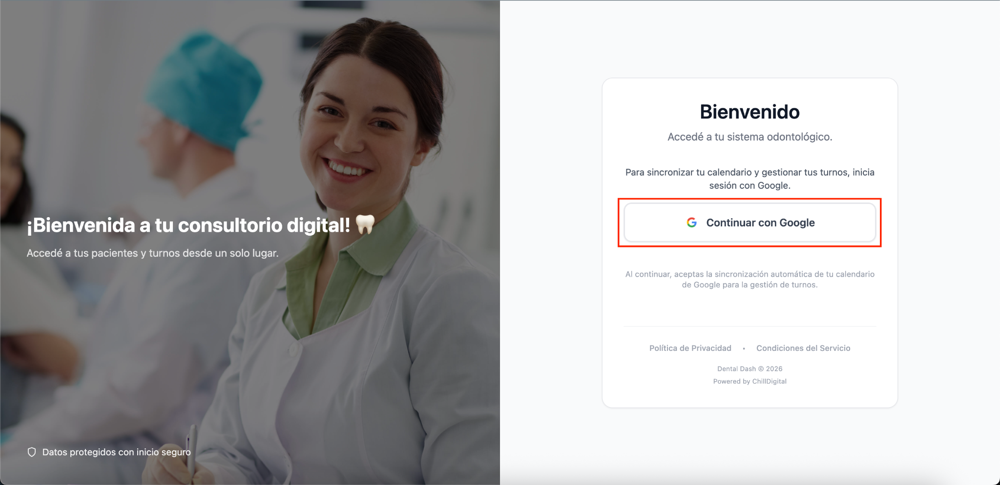 ¡Bienvenida a tu consultorio digital! 🦷
Accedé a tus pacientes y turnos desde un solo lugar.
Datos protegidos con inicio seguro
Bienvenido
Accedé a tu sistema odontológico.
Para sincronizar tu calendario y gestionar tus turnos, inicia
sesión con Google.
Continuar con Google
Al continuar, aceptas la sincronización automática de tu calendario
de Google para la gestión de turnos.
Política de Privacidad • Condiciones del Servicio
Dental Dash © 2026
Powered by ChillDigital